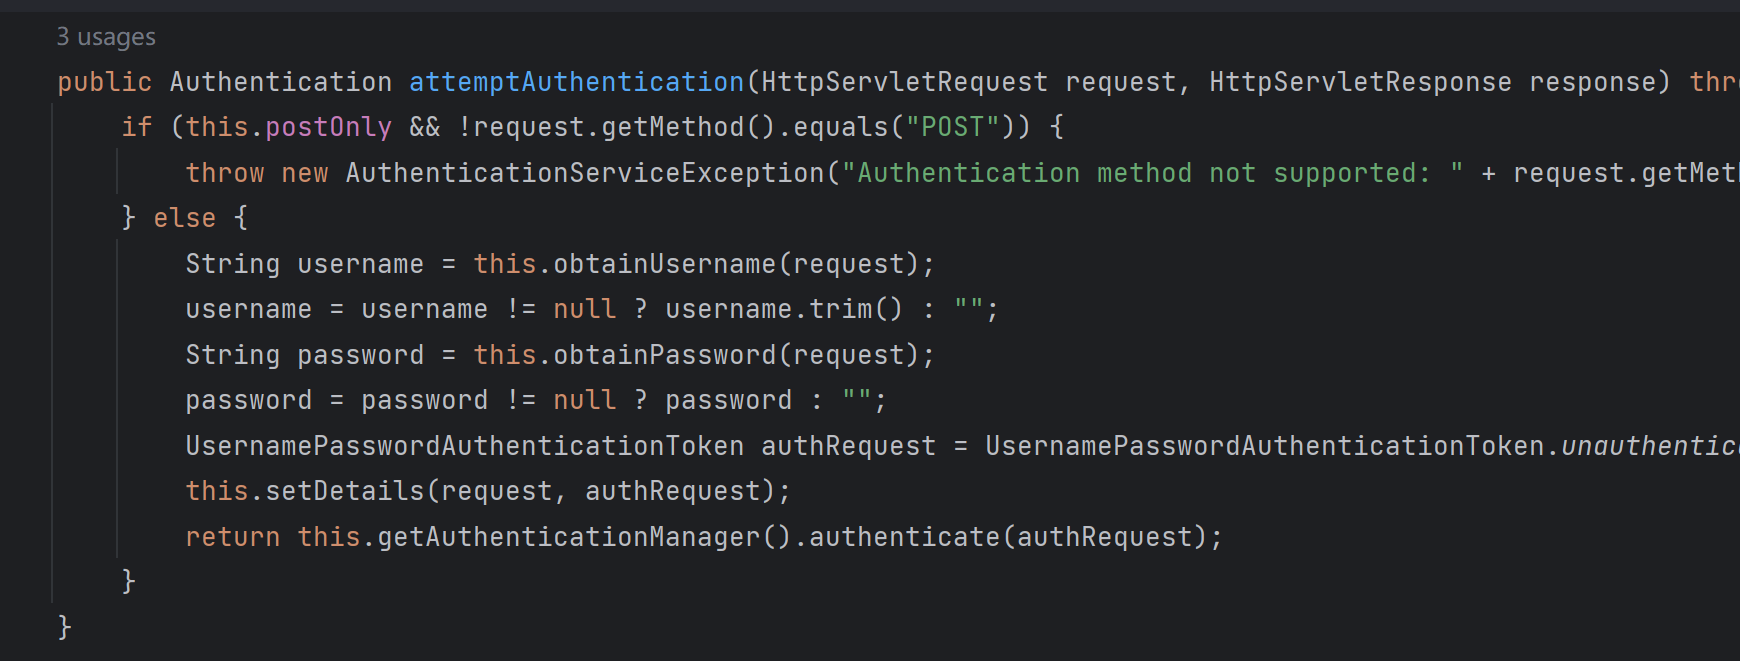 3 usages
public Authentication attemptAuthentication(HttpServletRequest request, HttpServletResponse response) thr
if (this.postOnly && !request.getMethod().equals("POST")) {
throw new AuthenticationServiceException("Authentication method not supported: " + request.getMet
} else {
String username = this.obtainUsername(request);
username = username != null ? username.trim() : "";
String password = this.obtainPassword(request);
password = password != null ? password : "";
UsernamePasswordAuthenticationToken authRequest = UsernamePasswordAuthenticationToken.unauthentic
this.setDetails(request, authRequest);
return this.getAuthenticationManager().authenticate(authRequest);
}
}